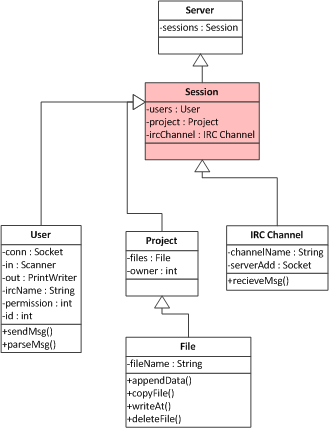 Server
-sessions : Session
Session
-users : User
-project : Project
-ircChannel : IRC Channel
User
-conn : Socket
-in : Scanner
-out : PrintWriter
-ircName : String
-permission : int
-id : int
+sendMsg()
+parseMsg()
Project
-files : File
-owner : int
IRC Channel
-channelName : String
-serverAdd : Socket
+recieveMsg()
File
-fileName : String
+appendData()
+copyFile()
+writeAt()
+deleteFile()